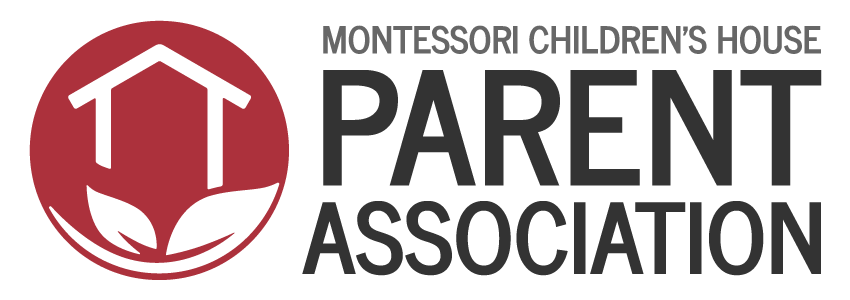 MONTESSORI CHILDREN'S HOUSE
PARENT
ASSOCIATION